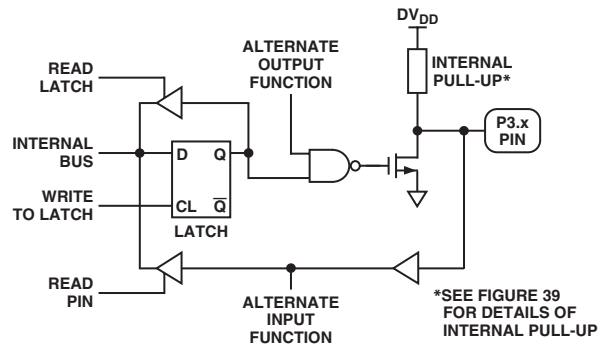 DVDD
ALTERNATE
OUTPUT
FUNCTION
INTERNAL
PULL-UP*
READ
LATCH
P3.x
PIN
INTERNAL
BUS
D
Q
WRITE
TO LATCH
CL
Q̅
LATCH
READ
PIN
ALTERNATE
INPUT
FUNCTION
*SEE FIGURE 39
FOR DETAILS OF
INTERNAL PULL-UP